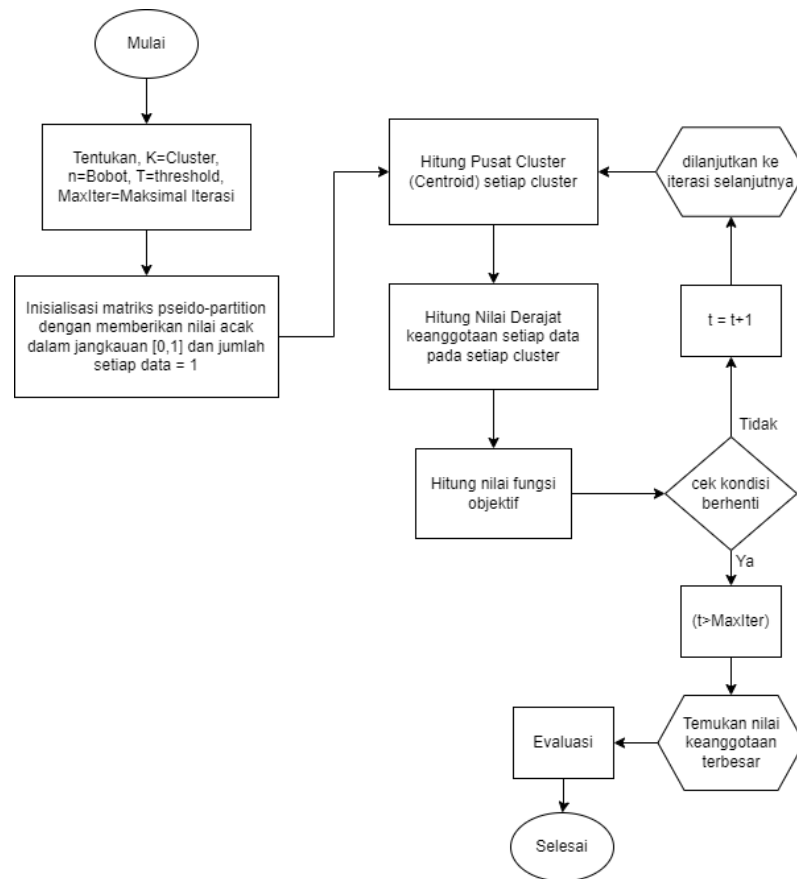 Mulai
Tentukan, K=Cluster,
n=Bobot, T=threshold,
MaxIter=Maksimal Iterasi
Inisialisasi matriks pseido-partition
dengan memberikan nilai acak
dalam jangkauan [0,1] dan jumlah
setiap data = 1
Hitung Pusat Cluster
(Centroid) setiap cluster
Hitung Nilai Derajat
keanggotaan setiap data
pada setiap cluster
Hitung nilai fungsi
objektif
cek kondisi
berhenti
Tidak
t = t+1
dilanjutkan ke
iterasi selanjutnya
Ya
(t>MaxIter)
Temukan nilai
keanggotaan
terbesar
Evaluasi
Selesai